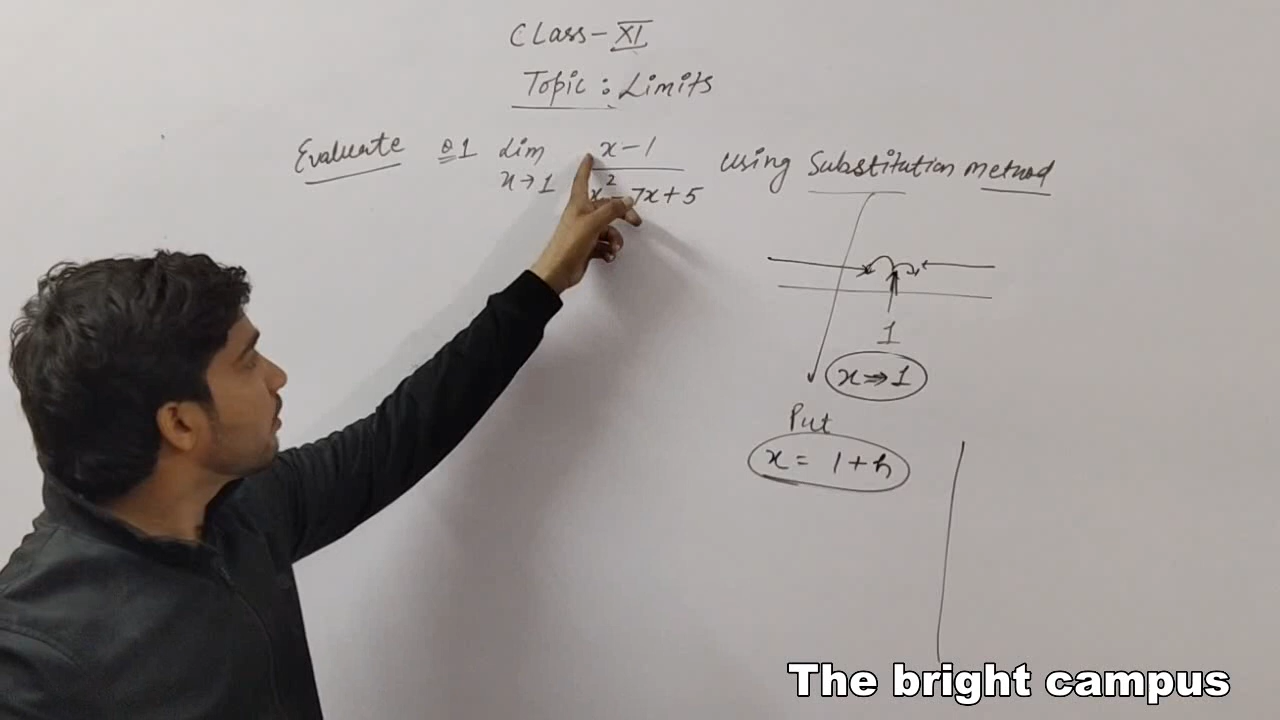 Class - XI
Topic : Limits
Evaluate Q1 lim x→1 x-1 / x² - 7x + 5 using Substitution method
1
x → 1
Put
x = 1 + h
The bright campus